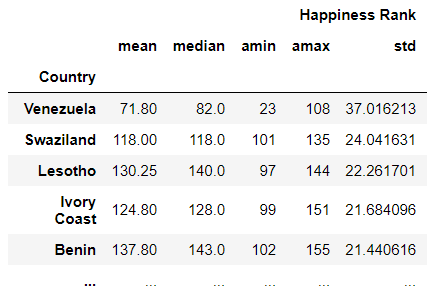 Happiness Rank
mean median amin amax std
Country
Venezuela 71.80 82.0 23 108 37.016213
Swaziland 118.00 118.0 101 135 24.041631
Lesotho 130.25 140.0 97 144 22.261701
Ivory Coast 124.80 128.0 99 151 21.684096
Benin 137.80 143.0 102 155 21.440616
... ... ... ... ... ...